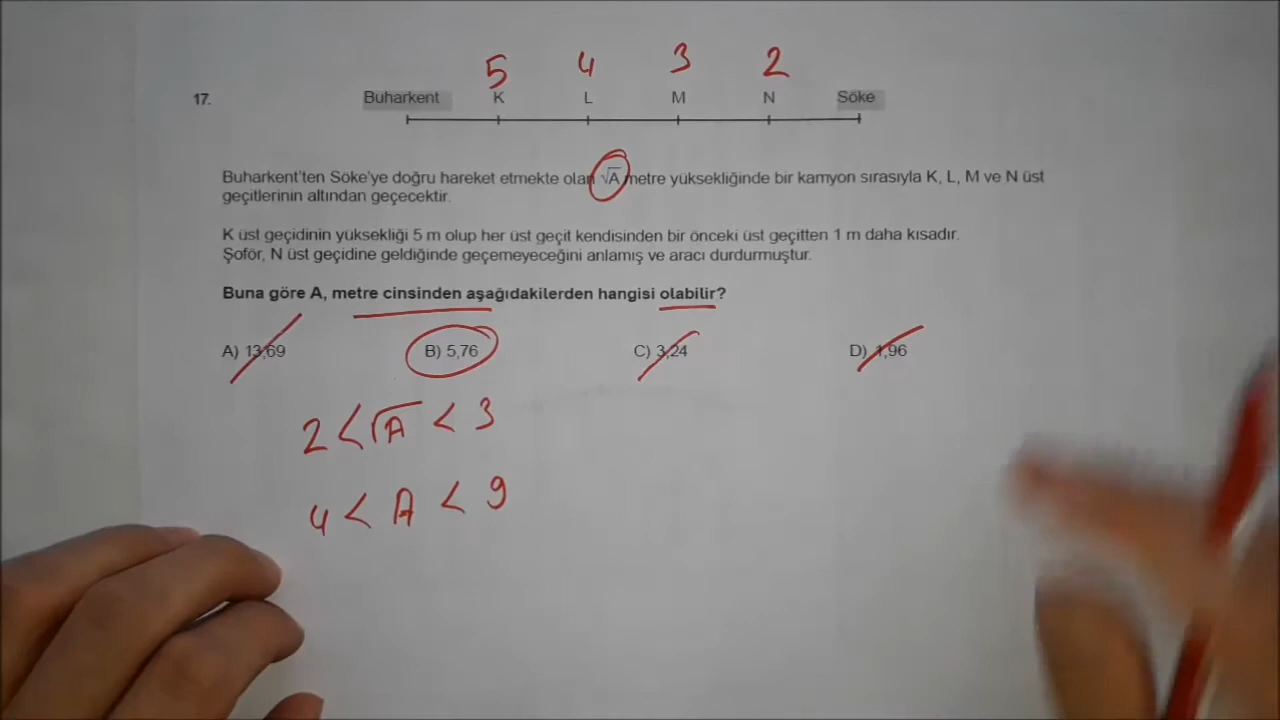 5 4 3 2
17. Buharkent K L M N Söke
Buharkent'ten Söke'ye doğru hareket etmekte olan √A metre yüksekliğinde bir kamyon sırasıyla K, L, M ve N üst
geçitlerinin altından geçecektir.
K üst geçidinin yüksekliği 5 m olup her üst geçit kendisinden bir önceki üst geçitten 1 m daha kısadır.
Şoför, N üst geçidine geldiğinde geçemeyeceğini anlamış ve aracı durdurmuştur.
Buna göre A, metre cinsinden aşağıdakilerden hangisi olabilir?
A) 13,69 B) 5,76 C) 3,24 D) 1,96
2 < √A < 3
4 < A < 9